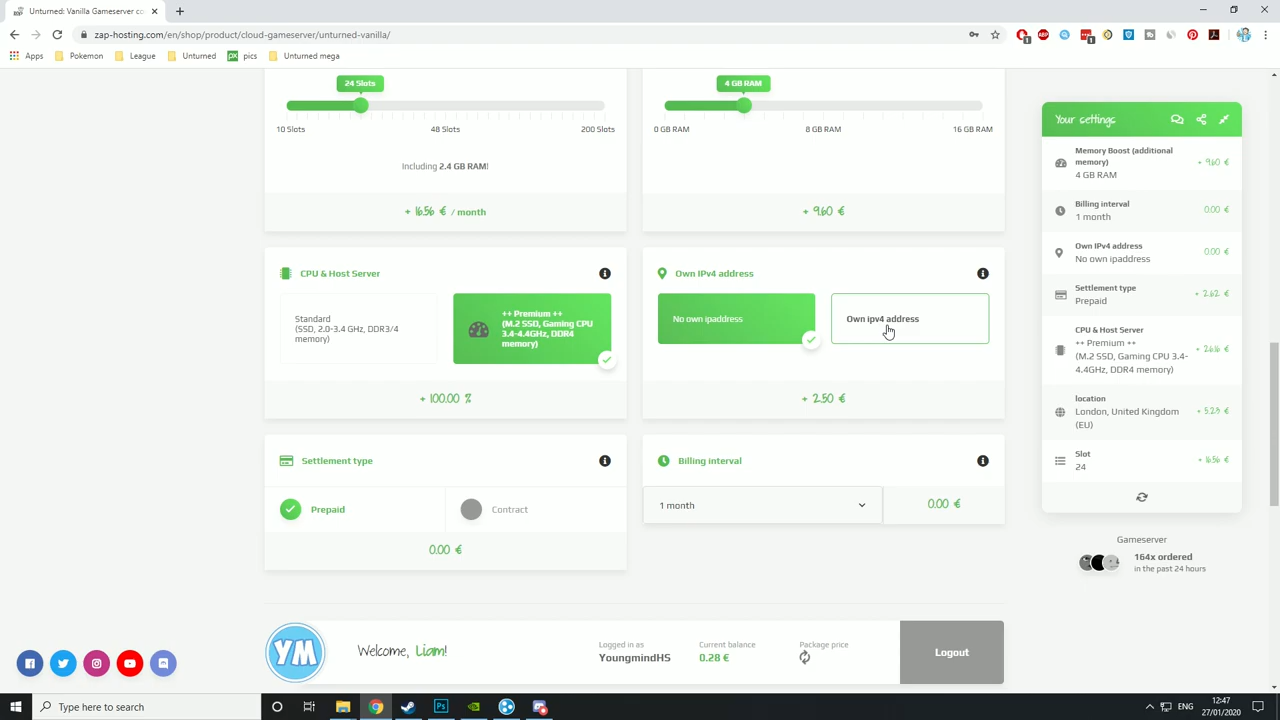 Unturned: Vanilla Gameserver co
zap-hosting.com/en/shop/product/cloud-gameserver/unturned-vanilla/
Apps
Pokemon
League
Unturned
pics
Unturned mega
24 Slots
10 Slots
48 Slots
200 Slots
Including 2.4 GB RAM!
+ 16.56 € / month
4 GB RAM
0 GB RAM
8 GB RAM
16 GB RAM
+ 9.60 €
CPU & Host Server
Standard
(SSD, 2.0-3.4 GHz, DDR3/4
memory)
++ Premium ++
(M.2 SSD, Gaming CPU
3.4-4.4GHz, DDR4
memory)
+ 100.00 %
Own IPv4 address
No own ipaddress
Own ipv4 address
+ 2.50 €
Settlement type
Prepaid
Contract
0.00 €
Billing interval
1 month
0.00 €
YM
Welcome, Liam!
Logged in as
YoungmindHS
Current balance
0.28 €
Package price
Logout
Your settings
Memory Boost (additional
memory)
4 GB RAM
+ 9.60 €
Billing interval
1 month
0.00 €
Own IPv4 address
No own ipaddress
0.00 €
Settlement type
Prepaid
+ 2.62 €
CPU & Host Server
++ Premium ++
(M.2 SSD, Gaming CPU 3.4-
4.4GHz, DDR4 memory)
+ 26.16 €
location
London, United Kingdom
(EU)
+ 5.23 €
Slot
24
+ 16.56 €
Gameserver
164x ordered
in the past 24 hours
Type here to search
ENG
12:47
27/01/2020